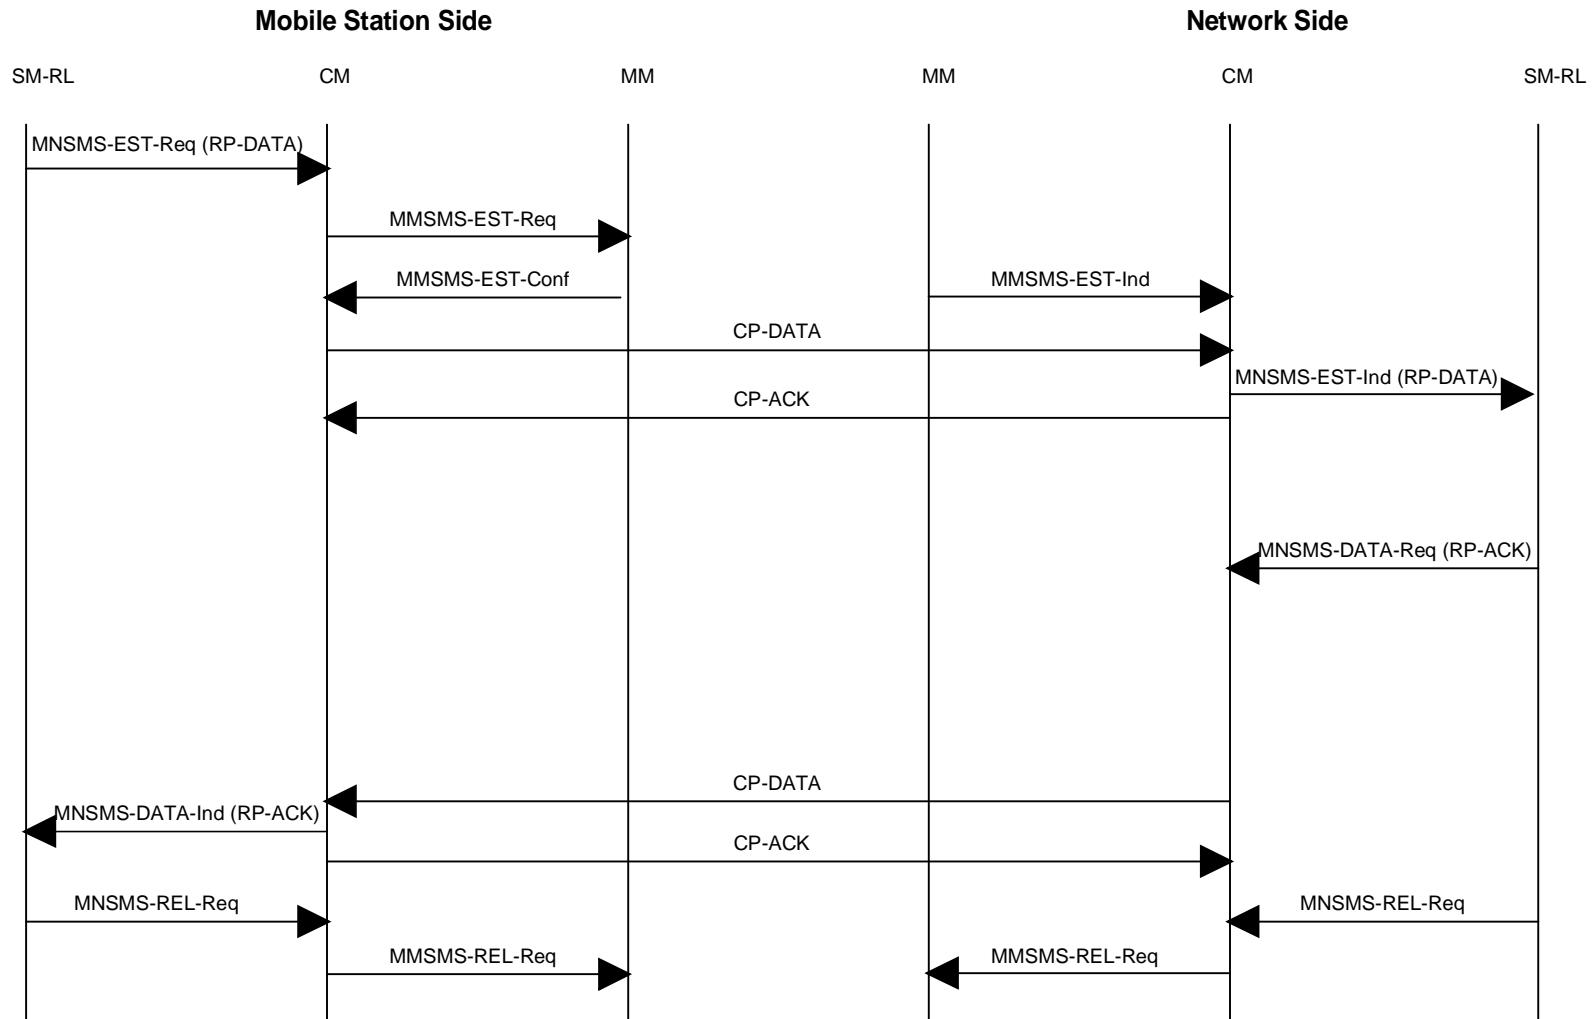 Mobile Station Side
Network Side
SM-RL
CM
MM
MM
CM
SM-RL
MNSMS-EST-Req (RP-DATA)
MMSMS-EST-Req
MMSMS-EST-Conf
MMSMS-EST-Ind
CP-DATA
MNSMS-EST-Ind (RP-DATA)
CP-ACK
MNSMS-DATA-Req (RP-ACK)
CP-DATA
MNSMS-DATA-Ind (RP-ACK)
CP-ACK
MNSMS-REL-Req
MNSMS-REL-Req
MMSMS-REL-Req
MMSMS-REL-Req